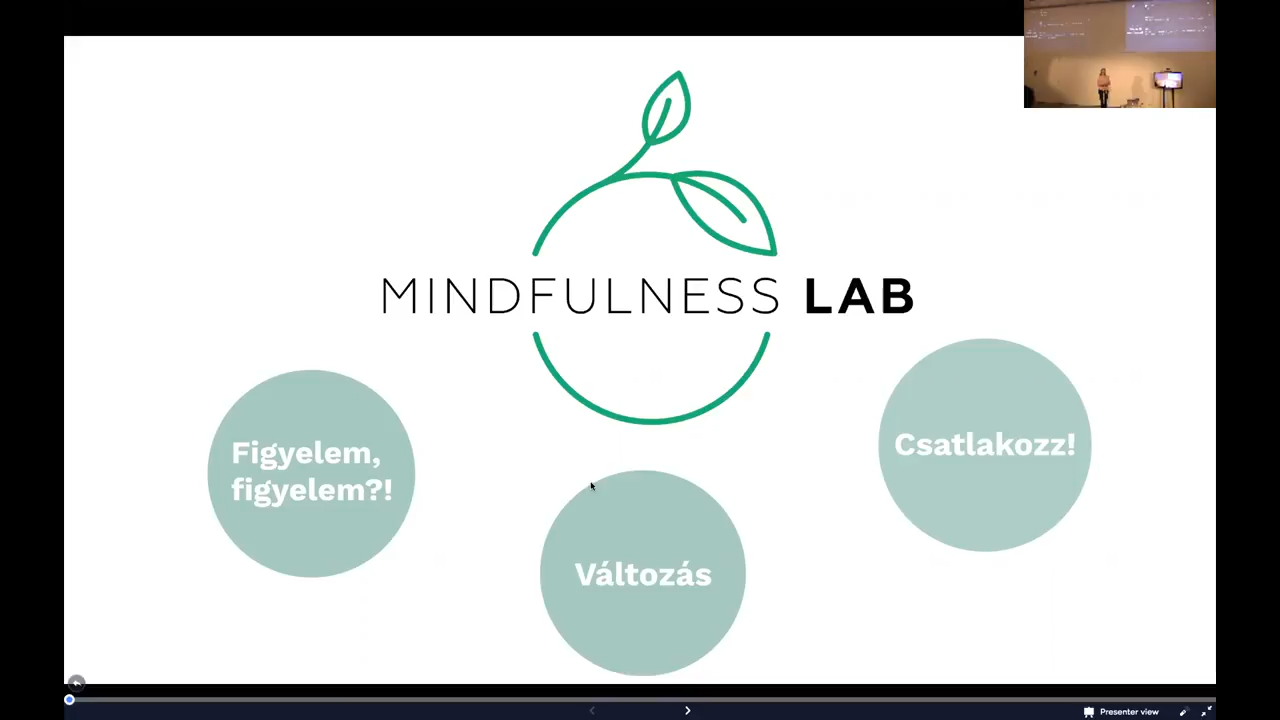 MINDFULNESS LAB
Figyelem,
figyelem?!
Változás
Csatlakozz!
Presenter view